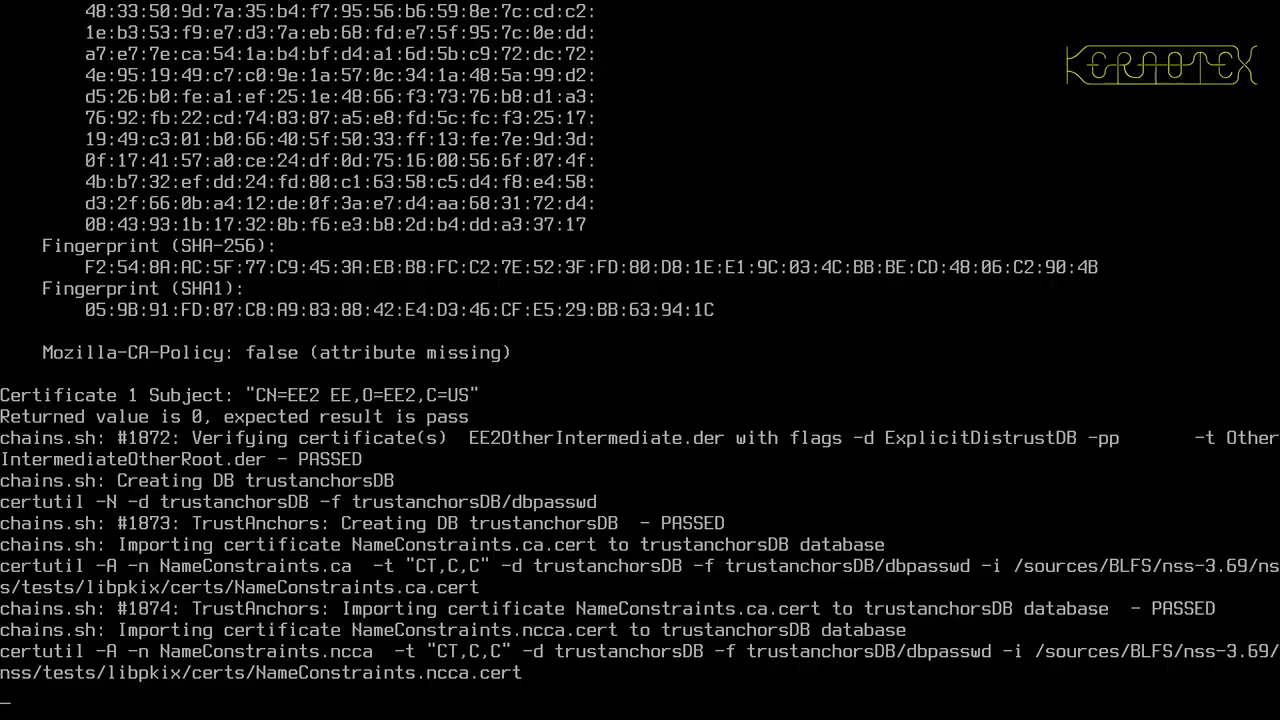 48:33:50:9d:7a:35:b4:f7:95:56:b6:59:8e:7c:cd:c2:
KERNOTEX
1e:b3:53:f9:e7:d3:7a:eb:68:fd:e7:5f:95:7c:0e:dd:
a7:e7:7e:ca:54:1a:b4:bf:d4:a1:6d:5b:c9:72:dc:72:
4e:95:19:49:c7:c0:9e:1a:57:0c:34:1a:48:5a:99:d2:
d5:26:b0:fe:a1:ef:25:1e:48:66:f3:73:76:b8:d1:a3:
76:92:fb:22:cd:74:83:87:a5:e8:fd:5c:fc:f3:25:17:
19:49:c3:01:b0:66:40:5f:50:33:ff:13:fe:7e:9d:3d:
0f:17:41:57:a0:ce:24:df:0d:75:16:00:56:6f:07:4f:
4b:b7:32:ef:dd:24:fd:80:c1:63:58:c5:d4:f8:e4:58:
d3:2f:66:0b:a4:12:de:0f:3a:e7:d4:aa:68:31:72:d4:
08:43:93:1b:17:32:8b:f6:e3:b8:2d:b4:dd:a3:37:17
Fingerprint (SHA-256):
F2:54:8A:AC:5F:77:C9:45:3A:EB:B8:FC:C2:7E:52:3F:FD:80:D8:1E:E1:9C:03:4C:BB:BE:CD:48:06:C2:90:4B
Fingerprint (SHA1):
05:9B:91:FD:87:C8:A9:83:88:42:E4:D3:46:CF:E5:29:BB:63:94:1C
Mozilla-CA-Policy: false (attribute missing)
Certificate 1 Subject: "CN=EE2 EE,O=EE2,C=US"
Returned value is 0, expected result is pass
chains.sh: #1872: Verifying certificate(s)  EE2OtherIntermediate.der with flags -d ExplicitDistrustDB -pp       -t Other
IntermediateOtherRoot.der - PASSED
chains.sh: Creating DB trustanchorsDB
certutil -N -d trustanchorsDB -f trustanchorsDB/dbpasswd
chains.sh: #1873: TrustAnchors: Creating DB trustanchorsDB  - PASSED
chains.sh: Importing certificate NameConstraints.ca.cert to trustanchorsDB database
certutil -A -n NameConstraints.ca  -t "CT,C,C" -d trustanchorsDB -f trustanchorsDB/dbpasswd -i /sources/BLFS/nss-3.69/ns
s/tests/libpkix/certs/NameConstraints.ca.cert
chains.sh: #1874: TrustAnchors: Importing certificate NameConstraints.ca.cert to trustanchorsDB database  - PASSED
chains.sh: Importing certificate NameConstraints.ncca.cert to trustanchorsDB database
certutil -A -n NameConstraints.ncca  -t "CT,C,C" -d trustanchorsDB -f trustanchorsDB/dbpasswd -i /sources/BLFS/nss-3.69/
nss/tests/libpkix/certs/NameConstraints.ncca.cert